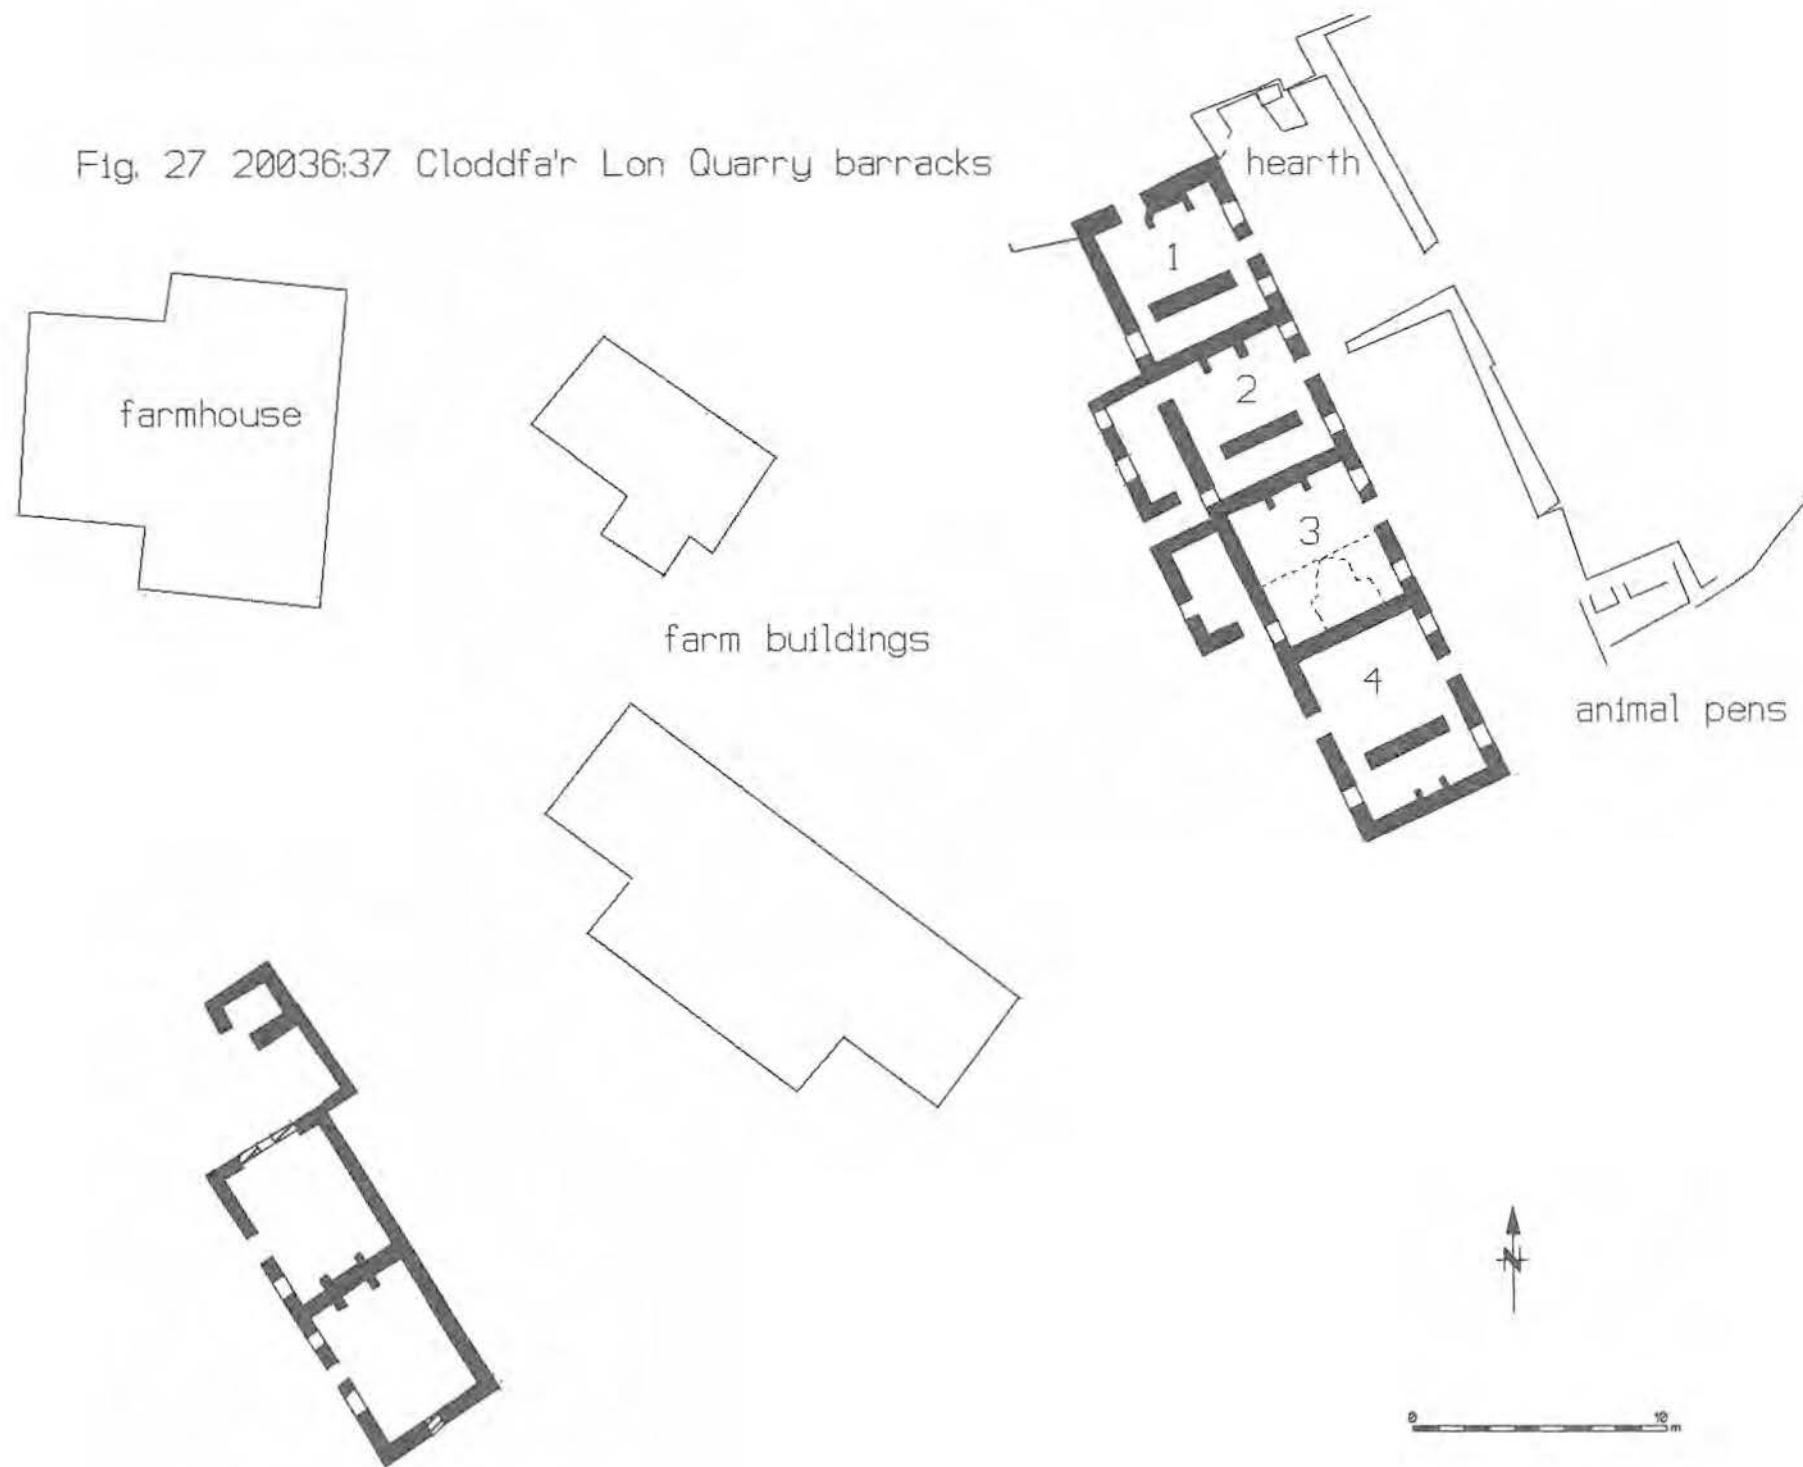 Fig. 27 20036:37 Cloddfa'r Lon Quarry barracks
hearth
1
farmhouse
2
3
farm buildings
4
animal pens
N
0 10 m